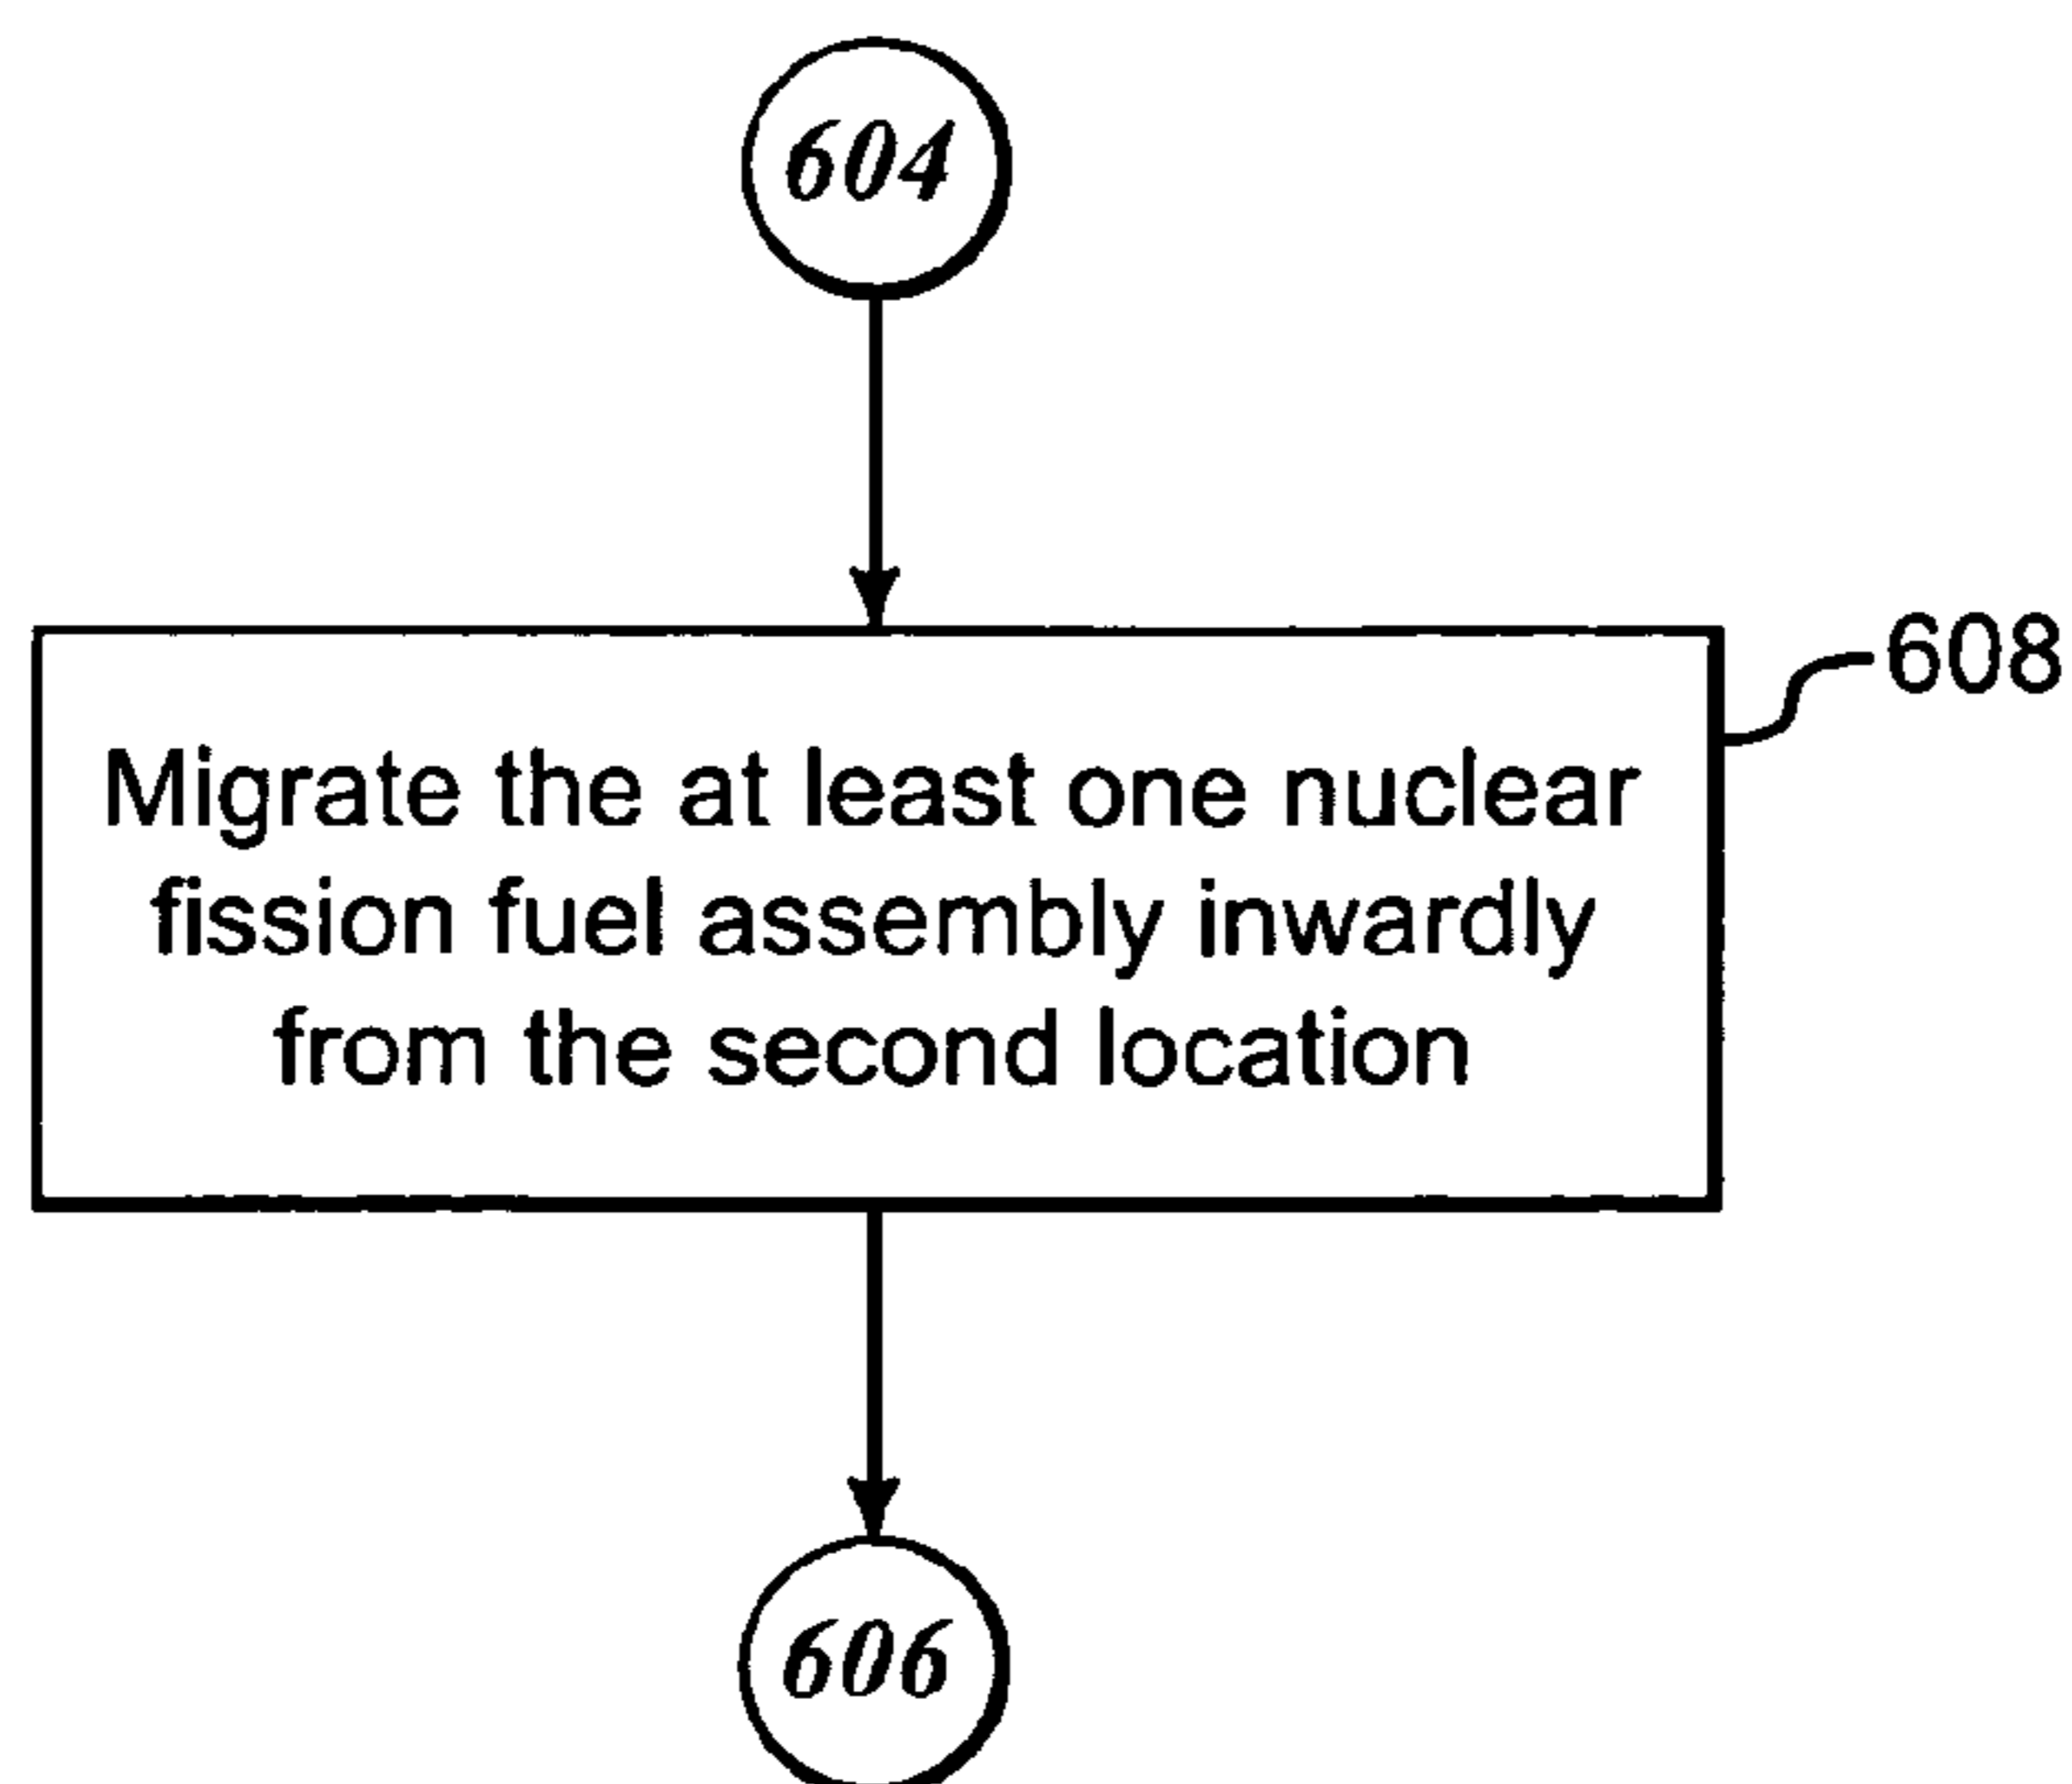 604
608
Migrate the at least one nuclear
fission fuel assembly inwardly
from the second location
606